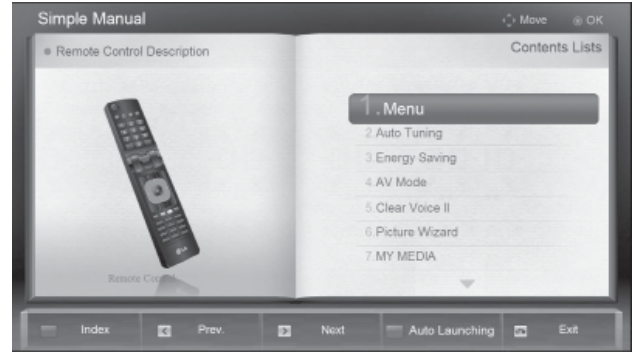 Simple Manual
Move
OK
Remote Control Description
Contents Lists
1. Menu
2.Auto Tuning
3.Energy Saving
4.AV Mode
5.Clear Voice II
6.Picture Wizard
7.MY MEDIA
LG
Remote Control
Index
Prev.
Next
Auto Launching
Exit